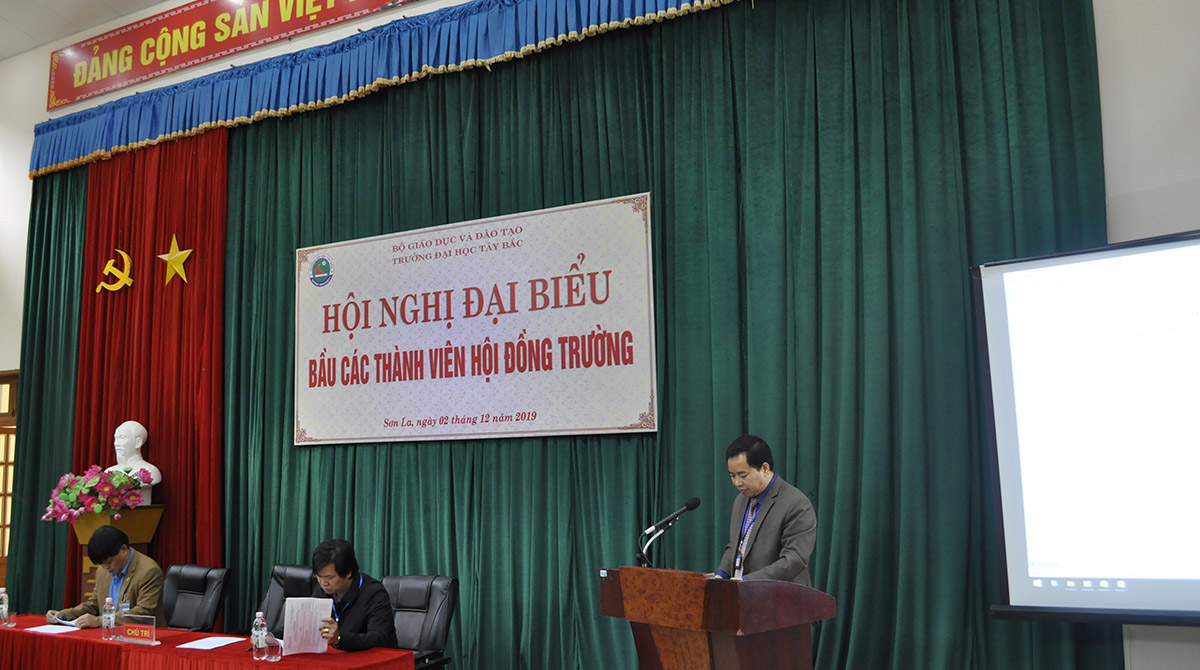 ĐẢNG CỘNG SẢN VIỆT
BỘ GIÁO DỤC VÀ ĐÀO TẠO
TRƯỜNG ĐẠI HỌC TÂY BẮC
HỘI NGHỊ ĐẠI BIỂU
BẦU CÁC THÀNH VIÊN HỘI ĐỒNG TRƯỜNG
Sơn La, ngày 02 tháng 12 năm 2019
CHỦ TRÌ